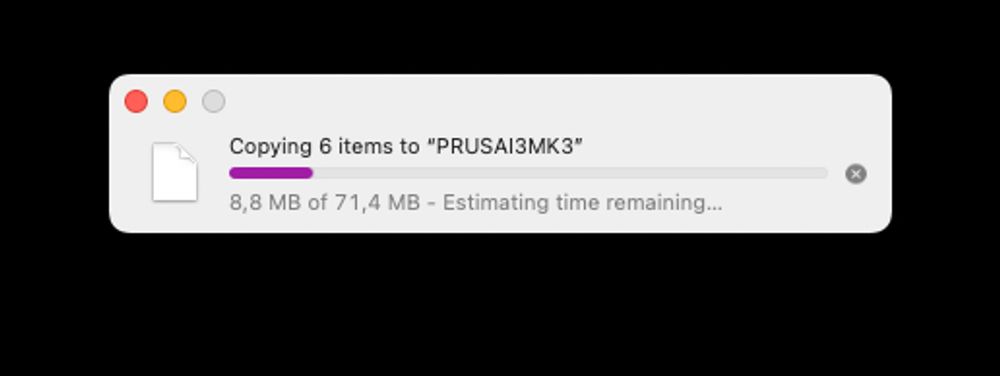 Copying 6 items to “PRUSAI3MK3”
8,8 MB of 71,4 MB - Estimating time remaining...